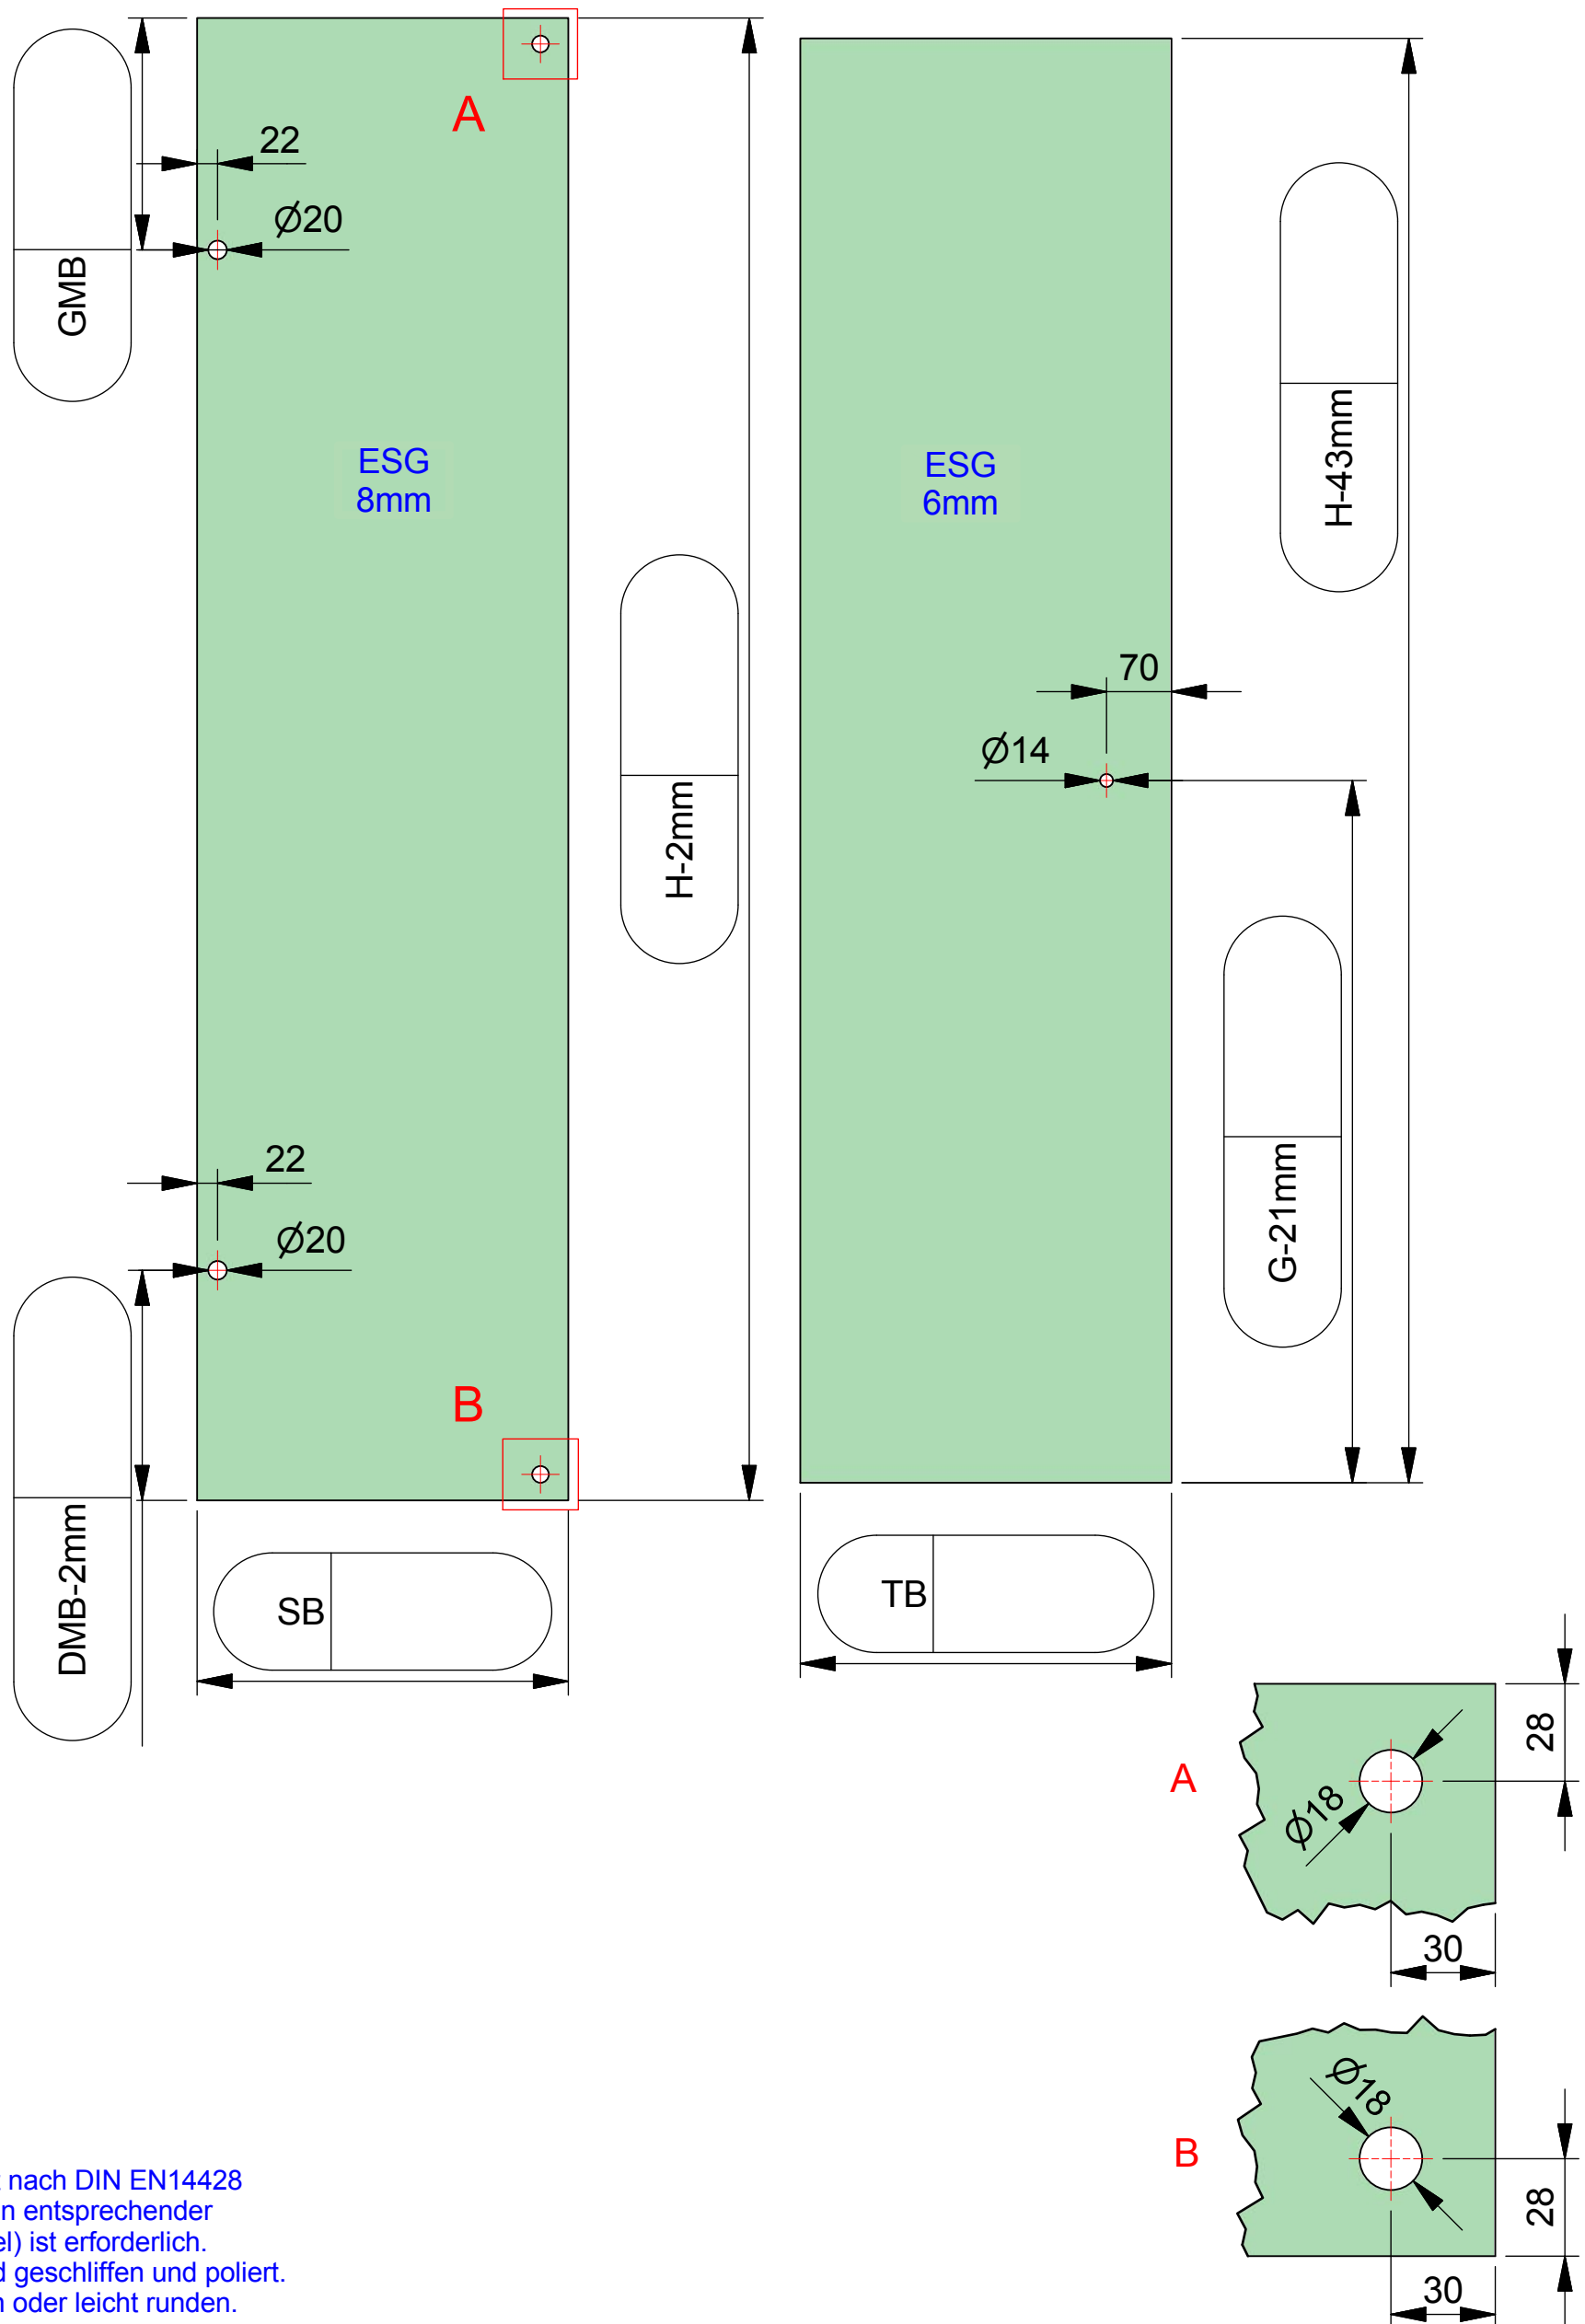 A
22
Ø20
GMB
ESG
8mm
H-2mm
22
Ø20
B
DMB-2mm
SB
ESG
6mm
H-43mm
70
Ø14
G-21mm
TB
A
Ø18
28
30
B
Ø18
28
30
nach DIN EN14428
entsprechender
ist erforderlich.
geschliffen und poliert.
oder leicht runden.